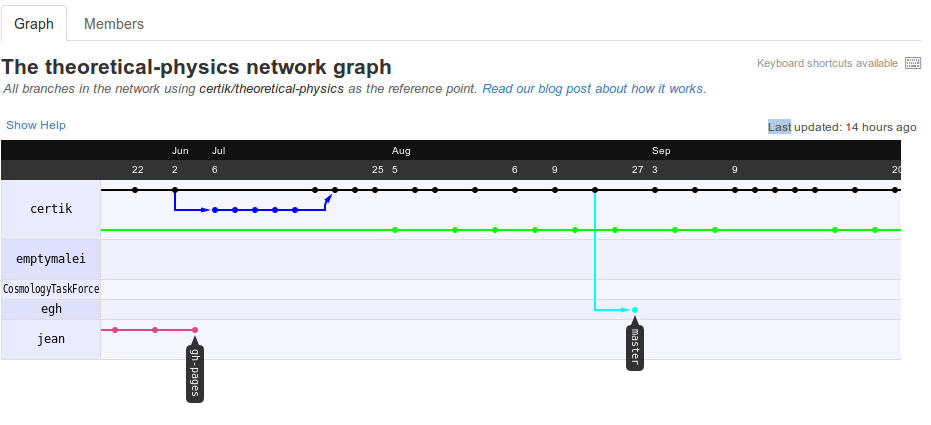 Graph Members
The theoretical-physics network graph
Keyboard shortcuts available
All branches in the network using certik/theoretical-physics as the reference point. Read our blog post about how it works.
Show Help
Last updated: 14 hours ago
Jun Jul Aug Sep
22 2 6 25 5 6 9 27 3 9 20
certik
emptymalei
CosmologyTaskForce
egh
jean
gh-pages
master